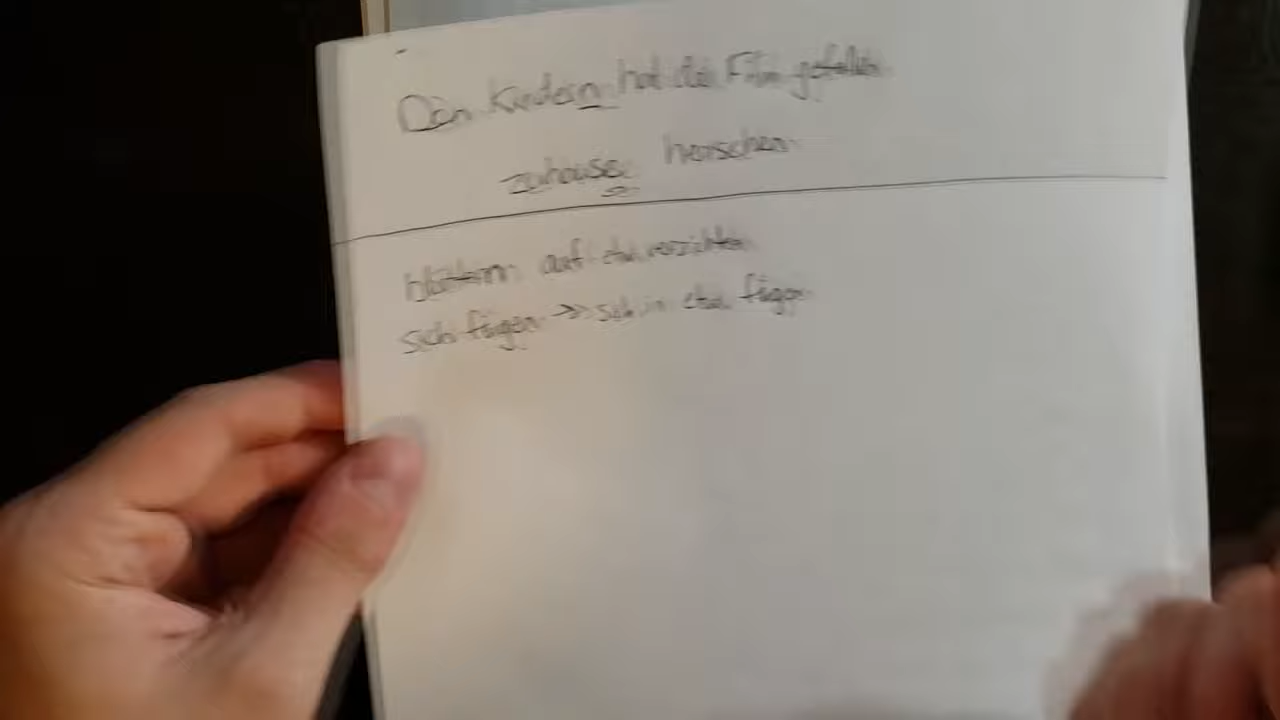 Den Kindern hat der Film gefallen
zuhause herrschen
blättern auf etw. verzichten
sich fügen → sich in etw. fügen